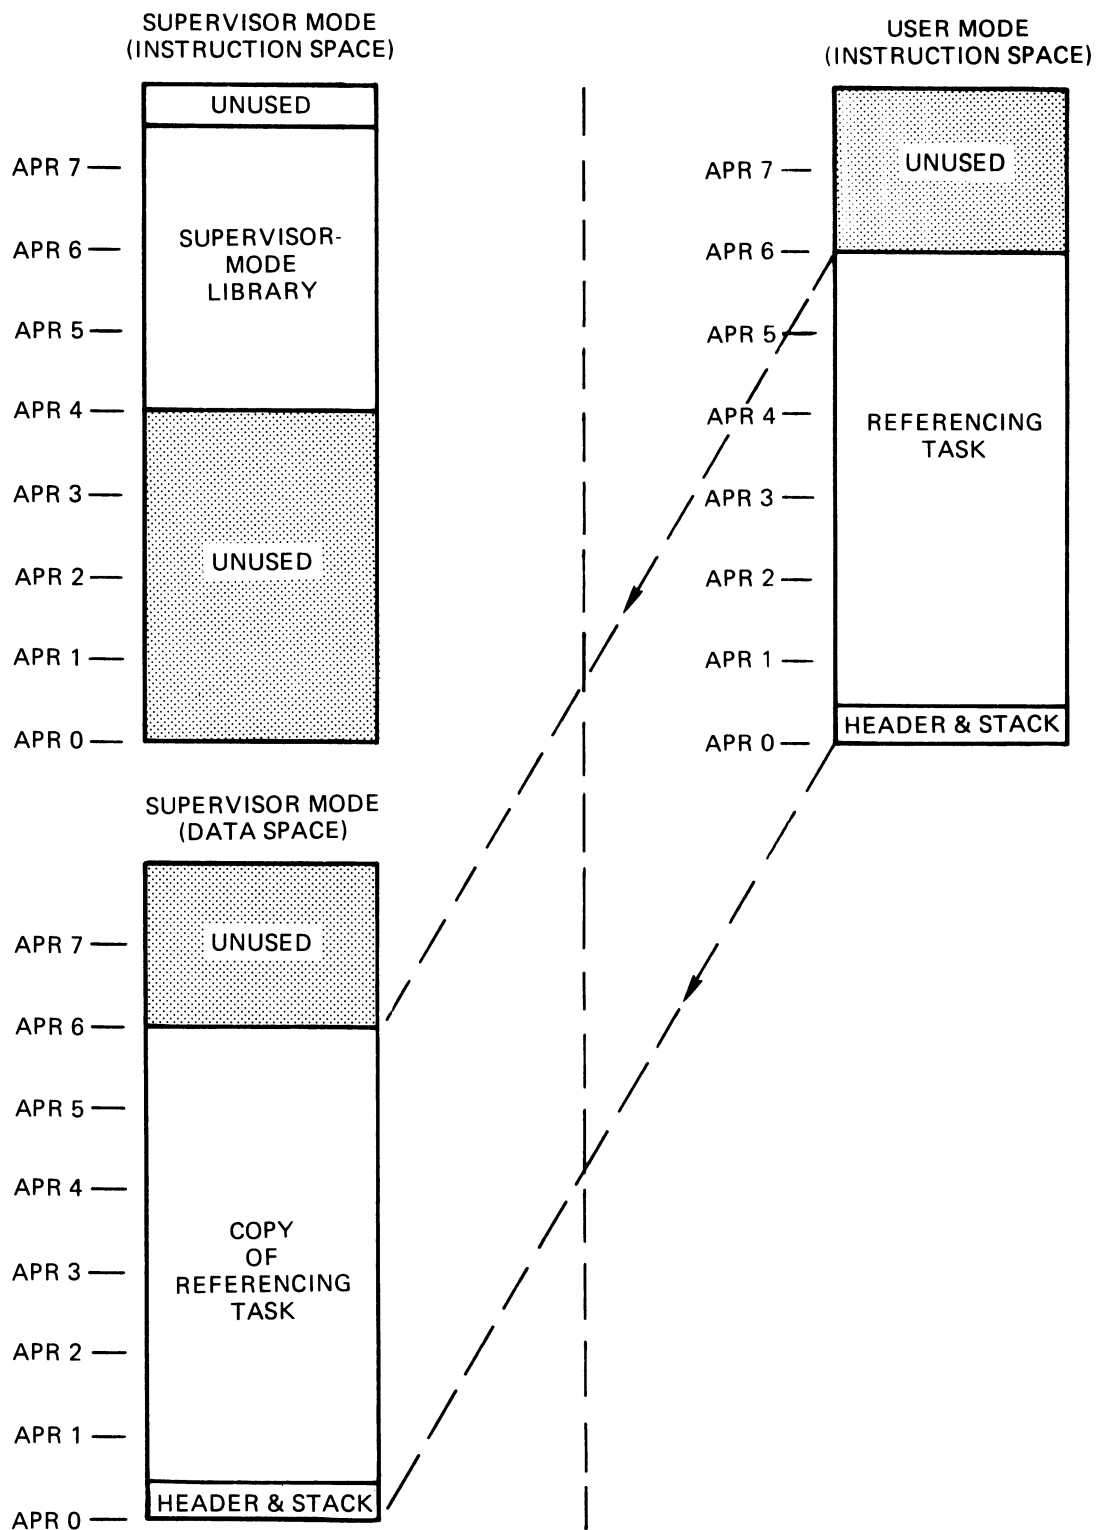 SUPERVISOR MODE
(INSTRUCTION SPACE)
UNUSED
APR 7
SUPERVISOR-
APR 6
MODE
LIBRARY
APR 5
APR 4
APR 3
UNUSED
APR 2
APR 1
APR 0
USER MODE
(INSTRUCTION SPACE)
UNUSED
APR 7
APR 6
APR 5
APR 4
REFERENCING
TASK
APR 3
APR 2
APR 1
HEADER & STACK
APR 0
SUPERVISOR MODE
(DATA SPACE)
UNUSED
APR 7
APR 6
APR 5
APR 4
COPY
OF
APR 3
REFERENCING
TASK
APR 2
APR 1
HEADER & STACK
APR 0